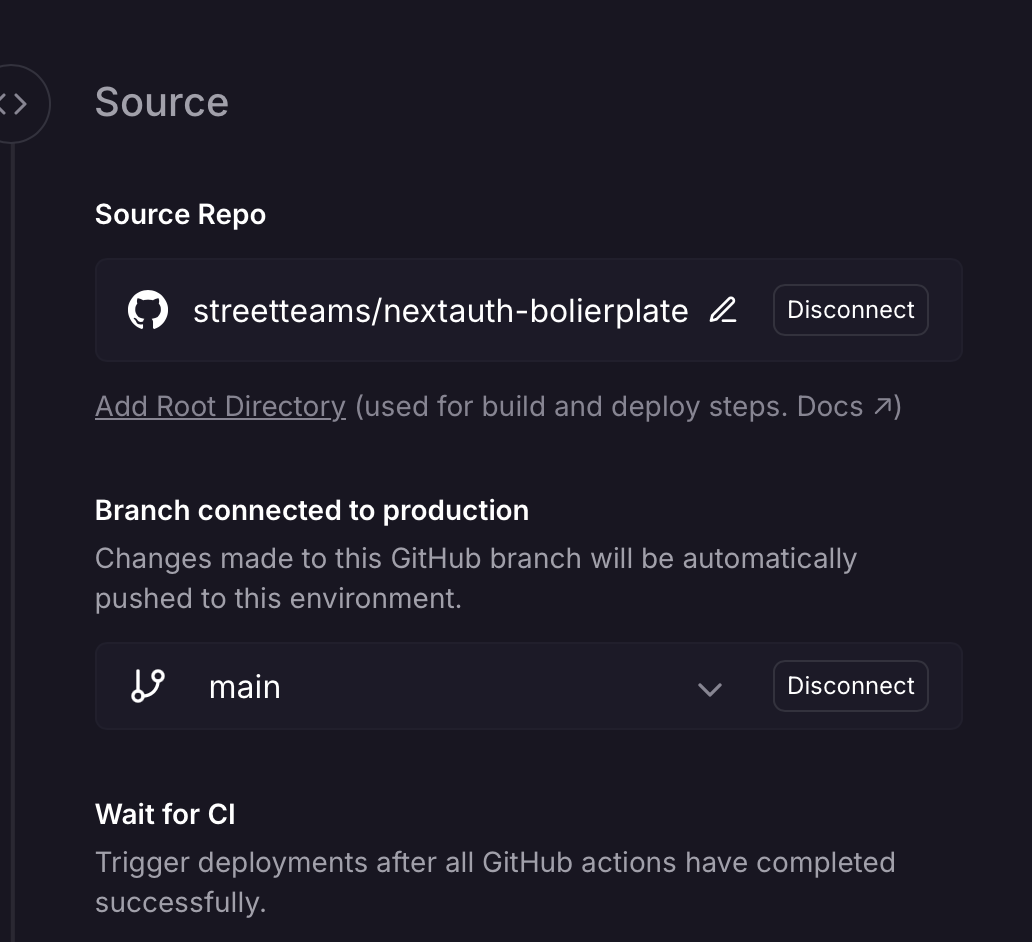 Source
Source Repo
streetteams/nextauth-bolierplate
Disconnect
Add Root Directory (used for build and deploy steps. Docs ↗)
Branch connected to production
Changes made to this GitHub branch will be automatically
pushed to this environment.
main
Disconnect
Wait for CI
Trigger deployments after all GitHub actions have completed
successfully.